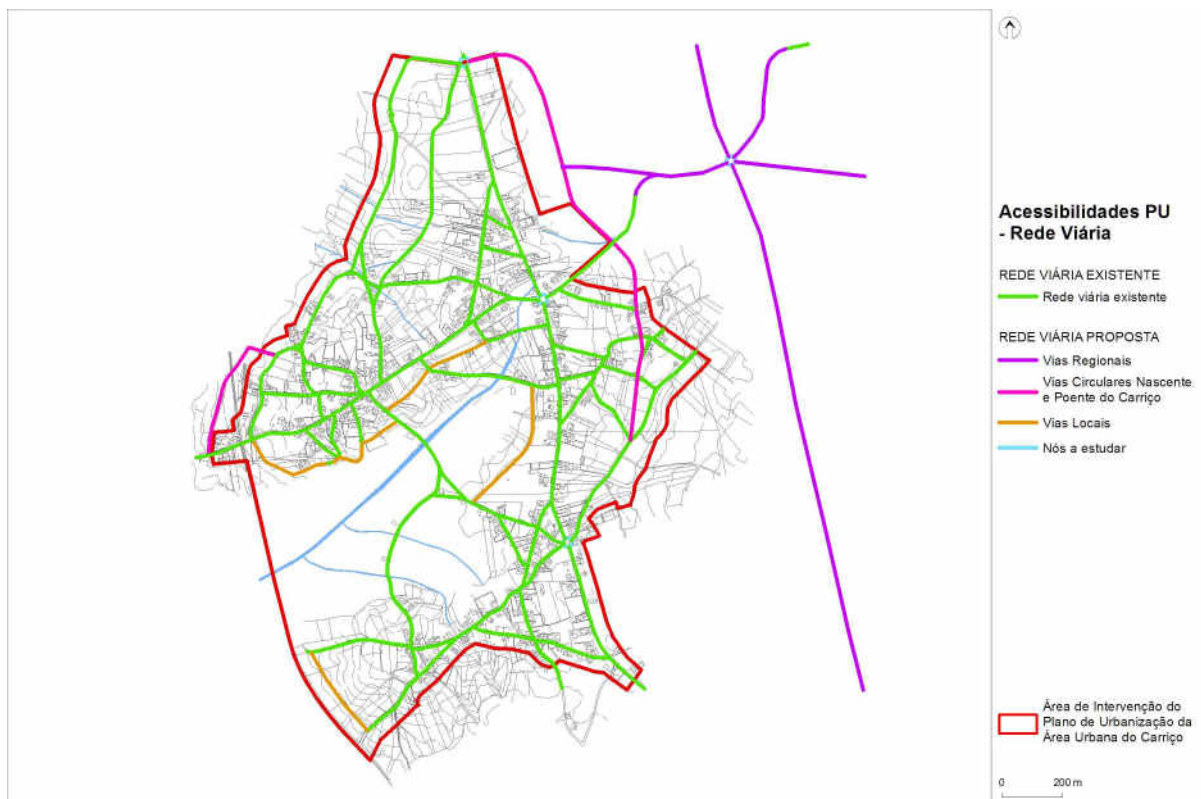 Acessibilidades PU
- Rede Viária
REDE VIÁRIA EXISTENTE
Rede viária existente
REDE VIÁRIA PROPOSTA
Vias Regionais
Vias Circulares Nascente
e Poente do Carriço
Vias Locais
Nós a estudar
Área de Intervenção do
Plano de Urbanização da
Área Urbana do Carriço
0 200 m